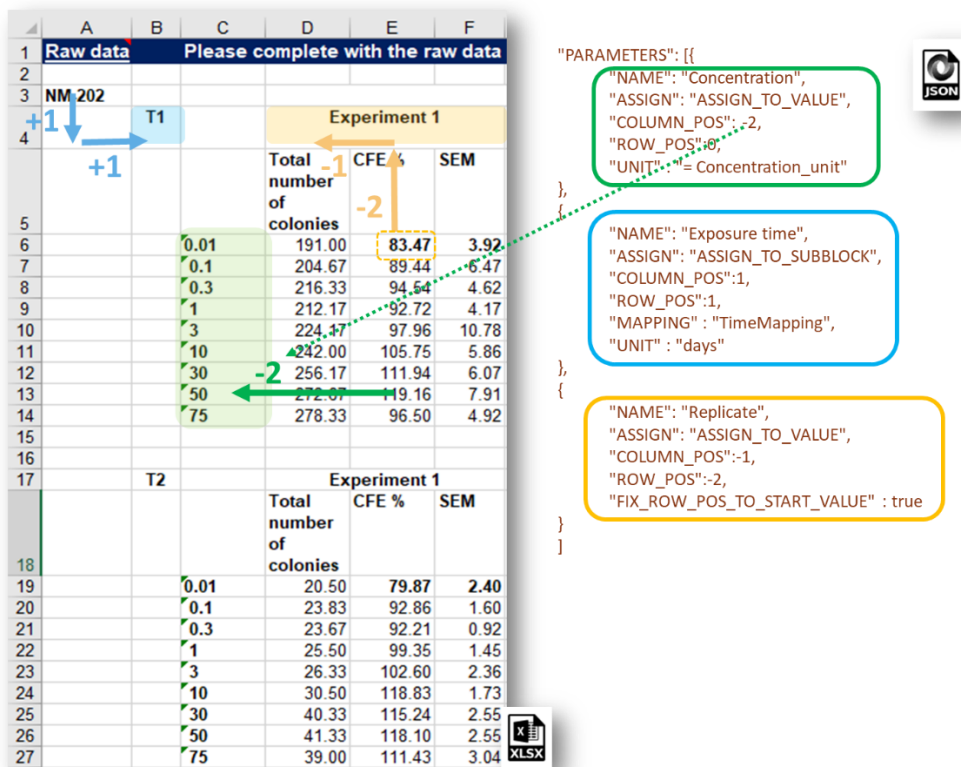 A B C D E F
1 Raw data Please complete with the raw data
2
3 NM-202
4 T1 Experiment 1
+1
+1
-1
-2
5 Total number of colonies CFE % SEM
6 0.01 191.00 83.47 3.92
7 0.1 204.67 89.44 6.47
8 0.3 216.33 94.54 4.62
9 1 212.17 92.72 4.17
10 3 224.17 97.96 10.78
11 10 242.00 105.75 5.86
12 30 256.17 111.94 6.07
-2
13 50 272.67 119.16 7.91
14 75 278.33 96.50 4.92
15
16
17 T2 Experiment 1
18 Total number of colonies CFE % SEM
19 0.01 20.50 79.87 2.40
20 0.1 23.83 92.86 1.60
21 0.3 23.67 92.21 0.92
22 1 25.50 99.35 1.45
23 3 26.33 102.60 2.36
24 10 30.50 118.83 1.73
25 30 40.33 115.24 2.55
26 50 41.33 118.10 2.55
27 75 39.00 111.43 3.04
XLSX
"PARAMETERS": [{
"NAME": "Concentration",
"ASSIGN": "ASSIGN_TO_VALUE",
"COLUMN_POS": -2,
"ROW_POS":0,
"UNIT" : "= Concentration_unit"
},
{
"NAME": "Exposure time",
"ASSIGN": "ASSIGN_TO_SUBBLOCK",
"COLUMN_POS":1,
"ROW_POS":1,
"MAPPING" : "TimeMapping",
"UNIT" : "days"
},
{
"NAME": "Replicate",
"ASSIGN": "ASSIGN_TO_VALUE",
"COLUMN_POS":-1,
"ROW_POS":-2,
"FIX_ROW_POS_TO_START_VALUE" : true
}
]
JSON